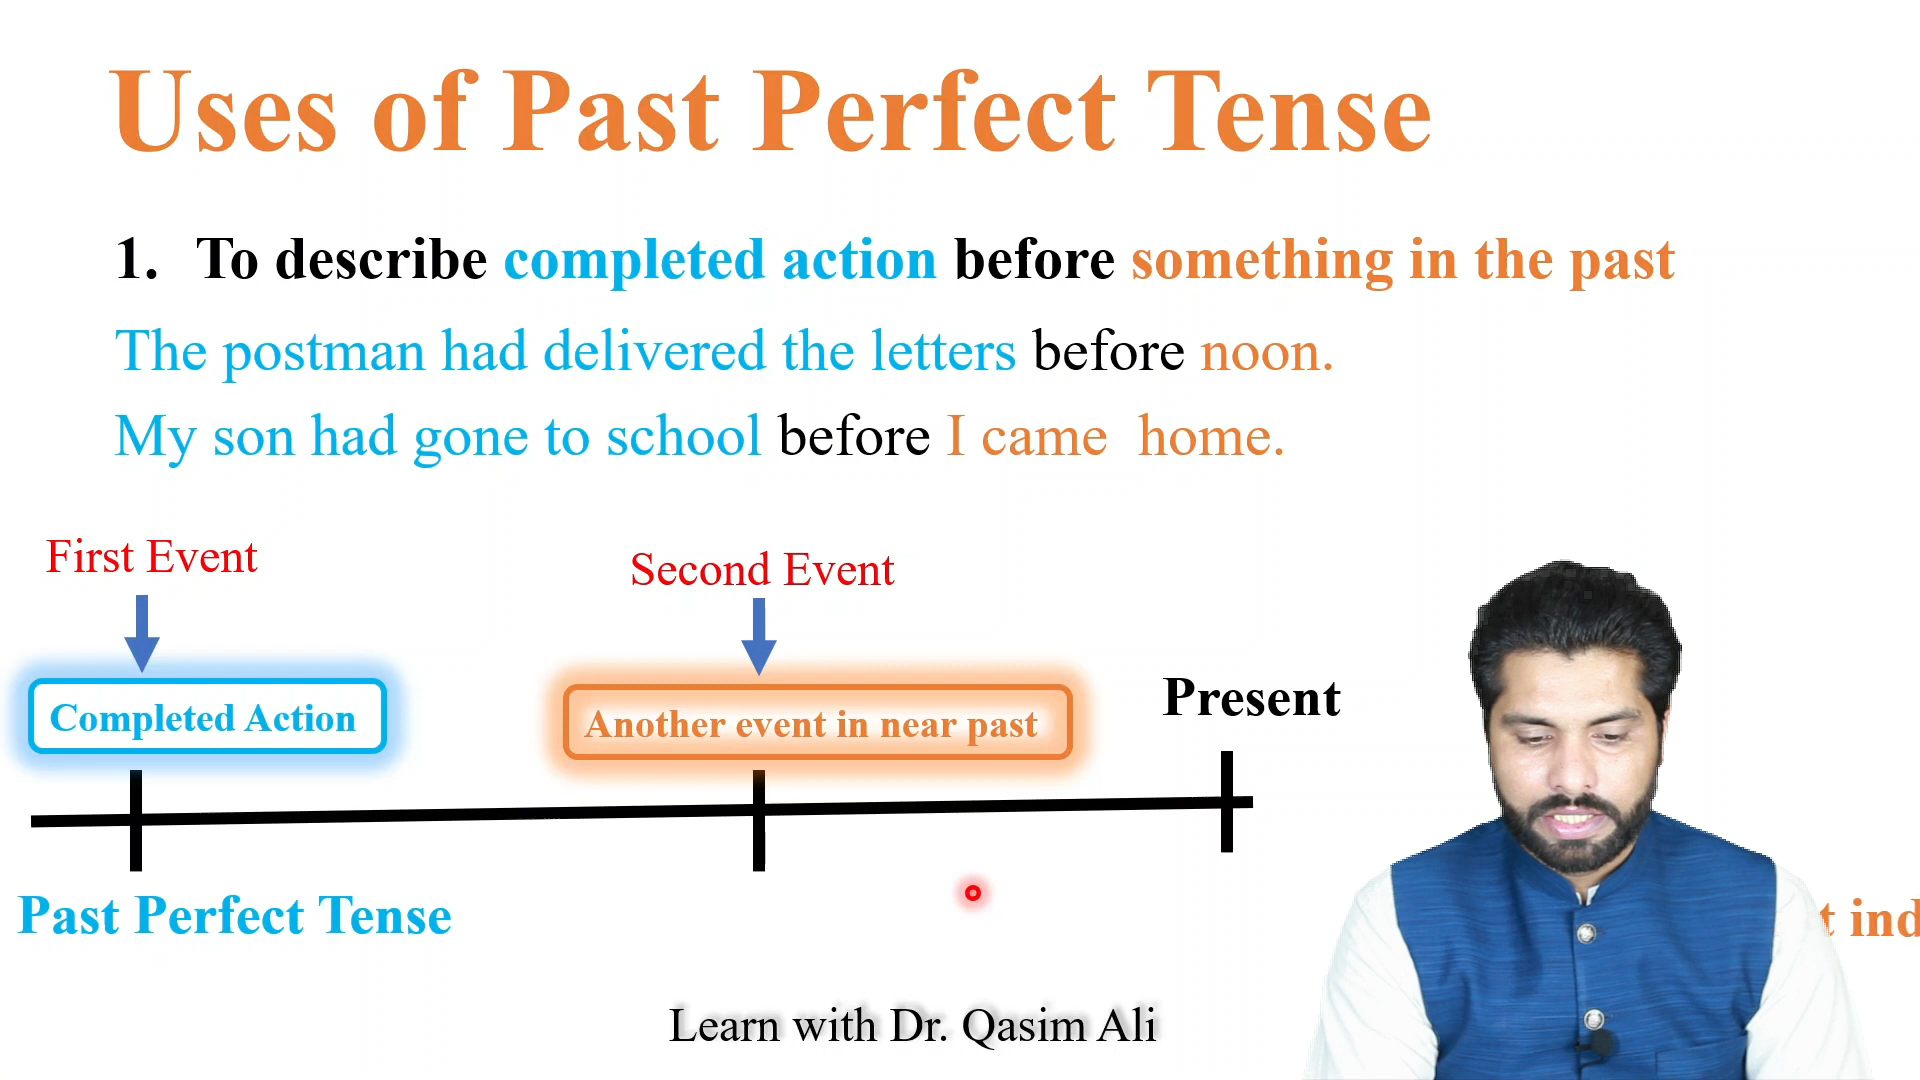 Uses of Past Perfect Tense
1. To describe completed action before something in the past
The postman had delivered the letters before noon.
My son had gone to school before I came home.
First Event
Second Event
Completed Action
Another event in near past
Present
Past Perfect Tense
t ind
Learn with Dr. Qasim Ali